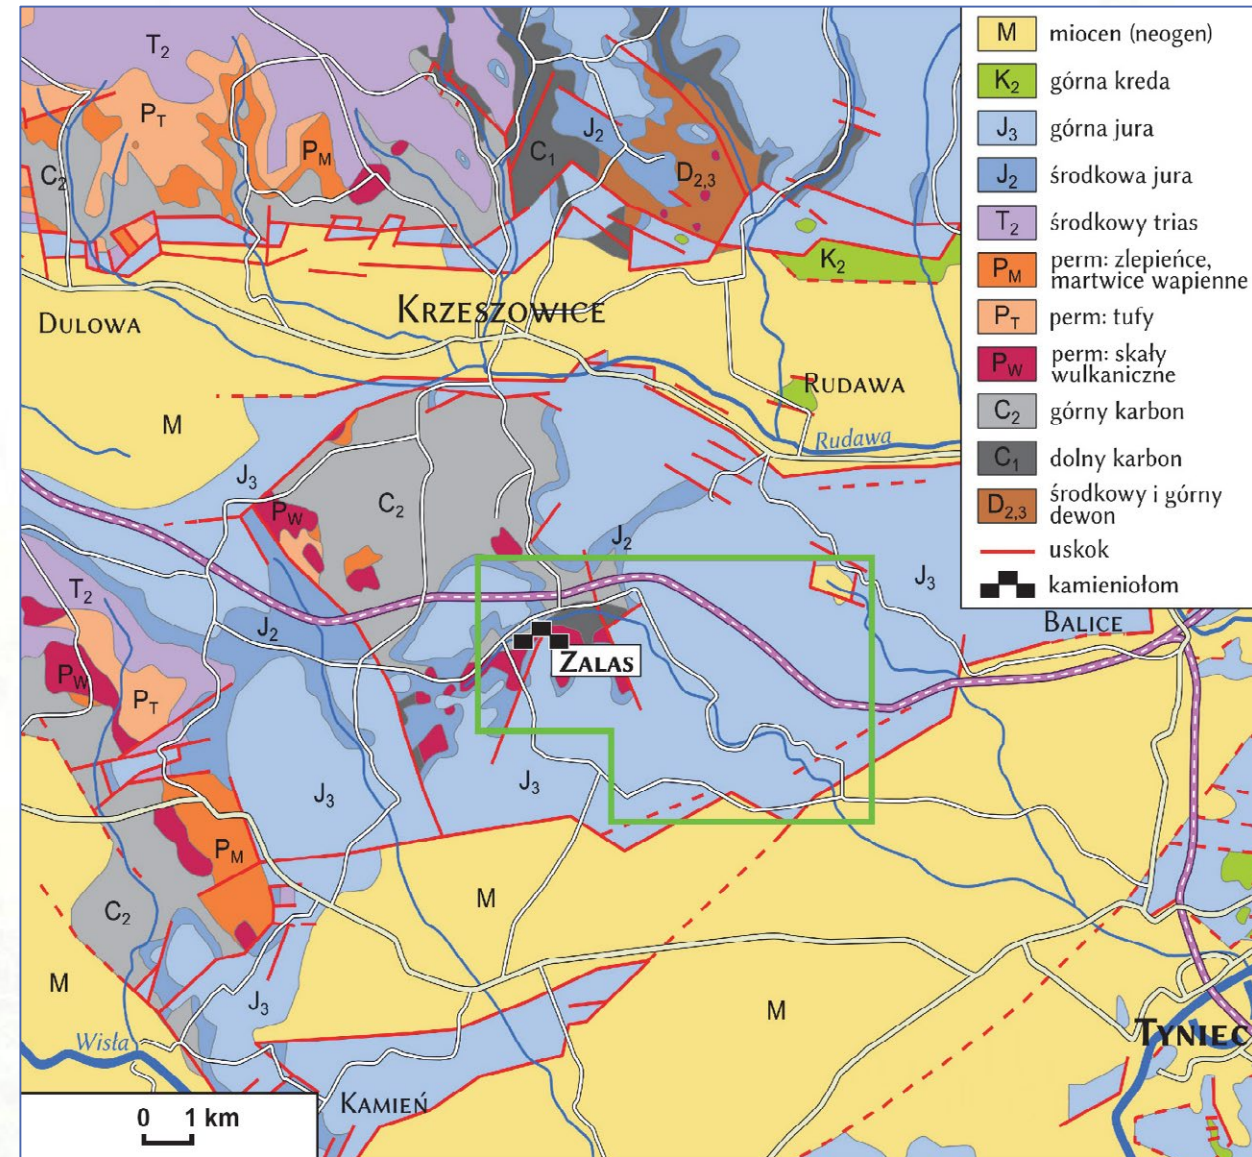 M miocen (neogen)
K2 górna kreda
J3 górna jura
J2 środkowa jura
T2 środkowy trias
PM perm: zlepieńce,
martwice wapienne
PT perm: tufy
PW perm: skały
wulkaniczne
C2 górny karbon
C1 dolny karbon
D2,3 środkowy i górny
dewon
uskok
kamieniołom
T2
PT
PM
C2
C1
J2
D2,3
K2
DULOWA
KRZESZOWICE
RUDAWA
Rudawa
M
J3
C2
PW
J2
J3
T2
J2
BALICE
ZALAS
PW
PT
J3
J3
PM
M
C2
M
J3
M
Wisła
TYNIEC
KAMIEŃ
0 1 km